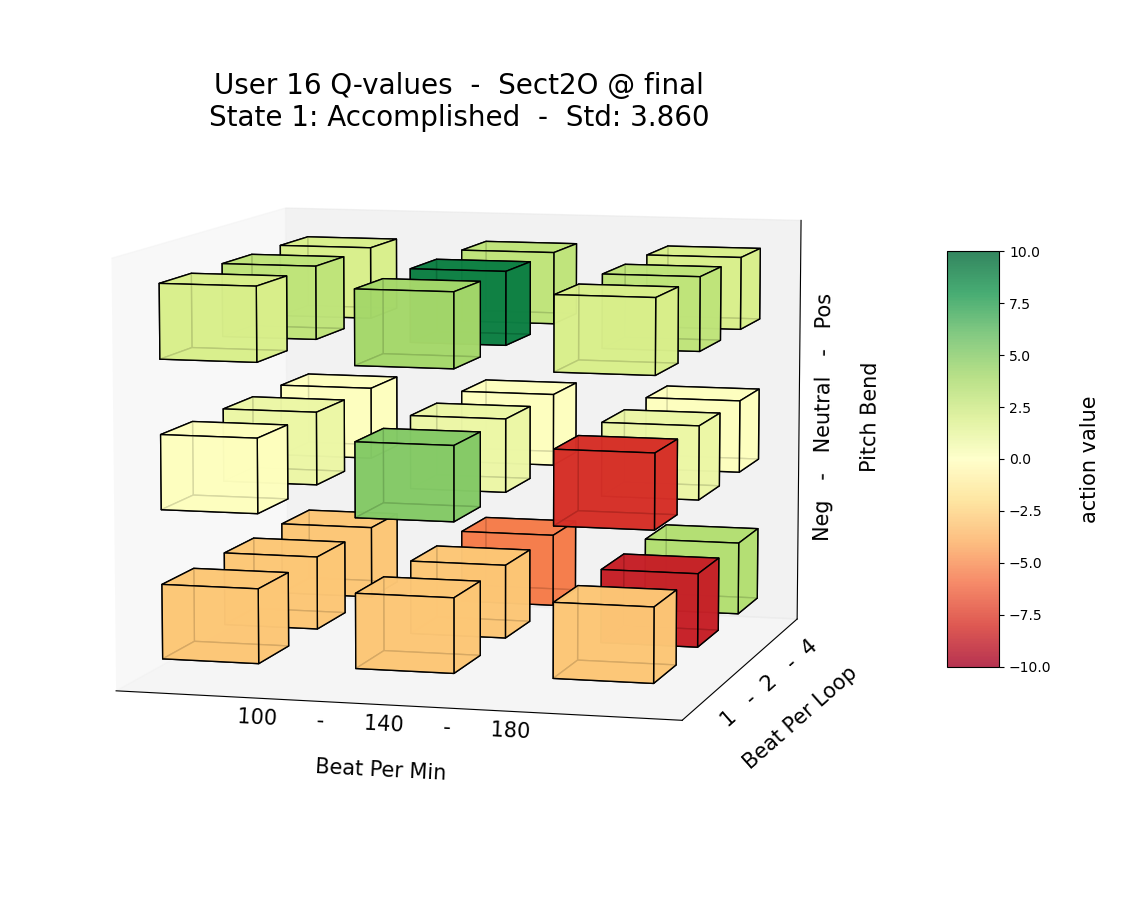 User 16 Q-values  -  Sect2O @ final
State 1: Accomplished  -  Std: 3.860
Neg   -   Neutral   -   Pos
Pitch Bend
1  -  2  -  4
Beat Per Loop
100   -   140   -   180
Beat Per Min
10.0
7.5
5.0
2.5
0.0
−2.5
−5.0
−7.5
−10.0
action value